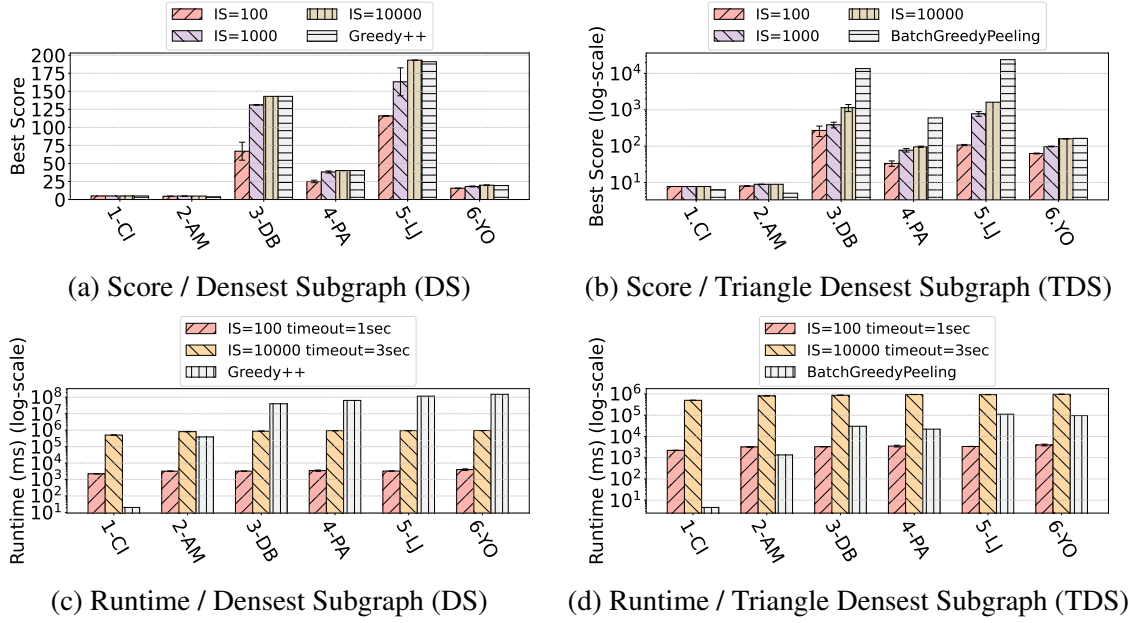 IS=100 IS=10000
IS=1000 Greedy++
Best Score
200
175
150
125
100
75
50
25
0
1-CI 2-AM 3-DB 4-PA 5-LJ 6-YO
(a) Score / Densest Subgraph (DS)
IS=100 IS=10000
IS=1000 BatchGreedyPeeling
Best Score (log-scale)
10^4
10^3
10^2
10^1
1.CI 2.AM 3.DB 4.PA 5-LJ 6.YO
(b) Score / Triangle Densest Subgraph (TDS)
IS=100 timeout=1sec
IS=10000 timeout=3sec
Greedy++
Runtime (ms) (log-scale)
10^8
10^7
10^6
10^5
10^4
10^3
10^2
10^1
1-CI 2-AM 3-DB 4-PA 5-LJ 6-YO
(c) Runtime / Densest Subgraph (DS)
IS=100 timeout=1sec
IS=10000 timeout=3sec
BatchGreedyPeeling
Runtime (ms) (log-scale)
10^6
10^5
10^4
10^3
10^2
10^1
1-CI 2-AM 3-DB 4-PA 5-LJ 6-YO
(d) Runtime / Triangle Densest Subgraph (TDS)